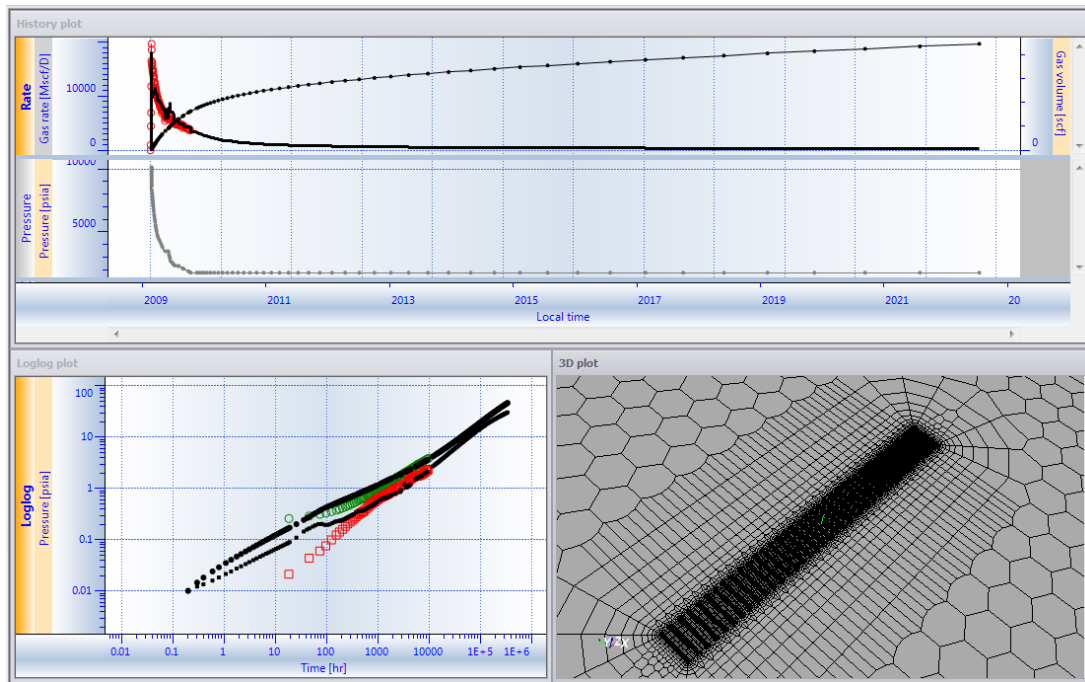 History plot
Rate
Gas rate [Mscf/D]
10000
0
Gas volume [scf]
0
Pressure
Pressure [psia]
10000
5000
2009
2011
2013
2015
2017
2019
2021
20
Local time
Loglog plot
Loglog
Pressure [psia]
100
10
1
0.1
0.01
0.01
0.1
1
10
100
1000
10000
1E+5
1E+6
Time [hr]
3D plot